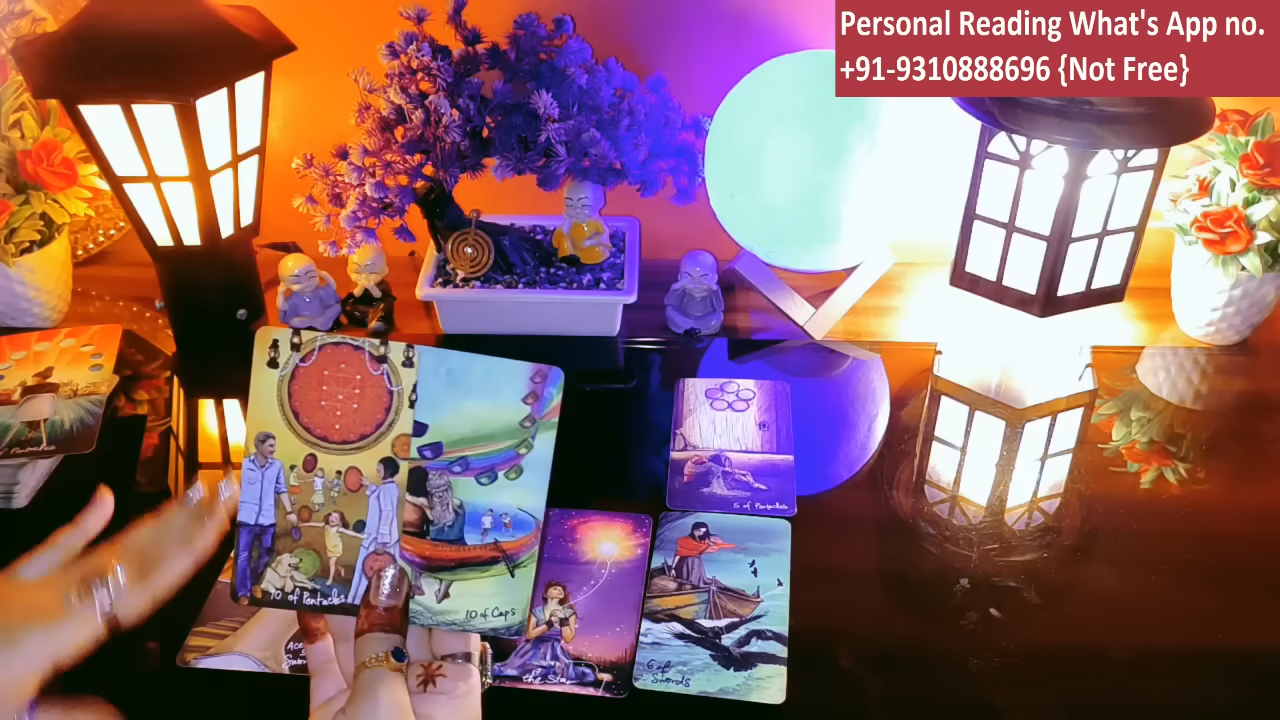 Personal Reading What's App no.
+91-9310888696 {Not Free}
5 of Pentacles
10 of Pentacles
10 of Cups
the Star
6 of
Swords
Pentacles